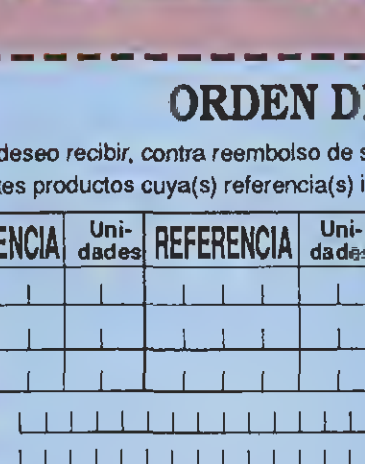 ORDEN D
deseo recibir, contra reembolso de s
tes productos cuya(s) referencia(s) i
ENCIA Uni- dades REFERENCIA Uni- dades